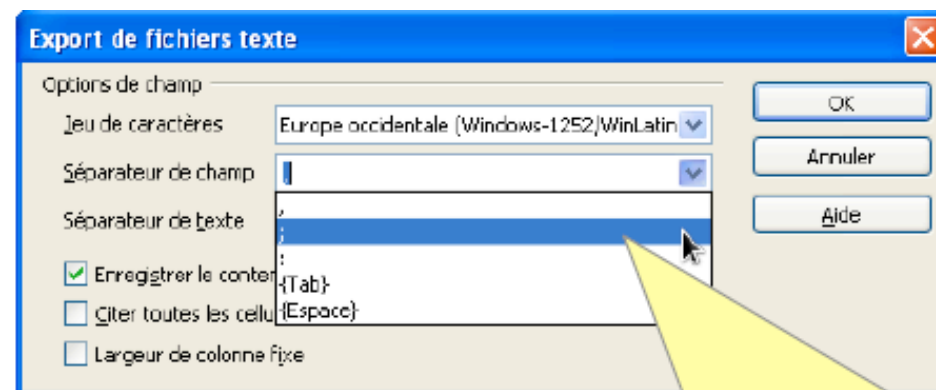 Export de fichiers texte
Options de champ
Jeu de caractères
Europe occidentale (Windows-1252/WinLatin
OK
Séparateur de champ
Annuler
,
Séparateur de texte
;
Aide
:
Enregistrer le conter
{Tab}
Citer toutes les cellu
{Espace}
Largeur de colonne fixe